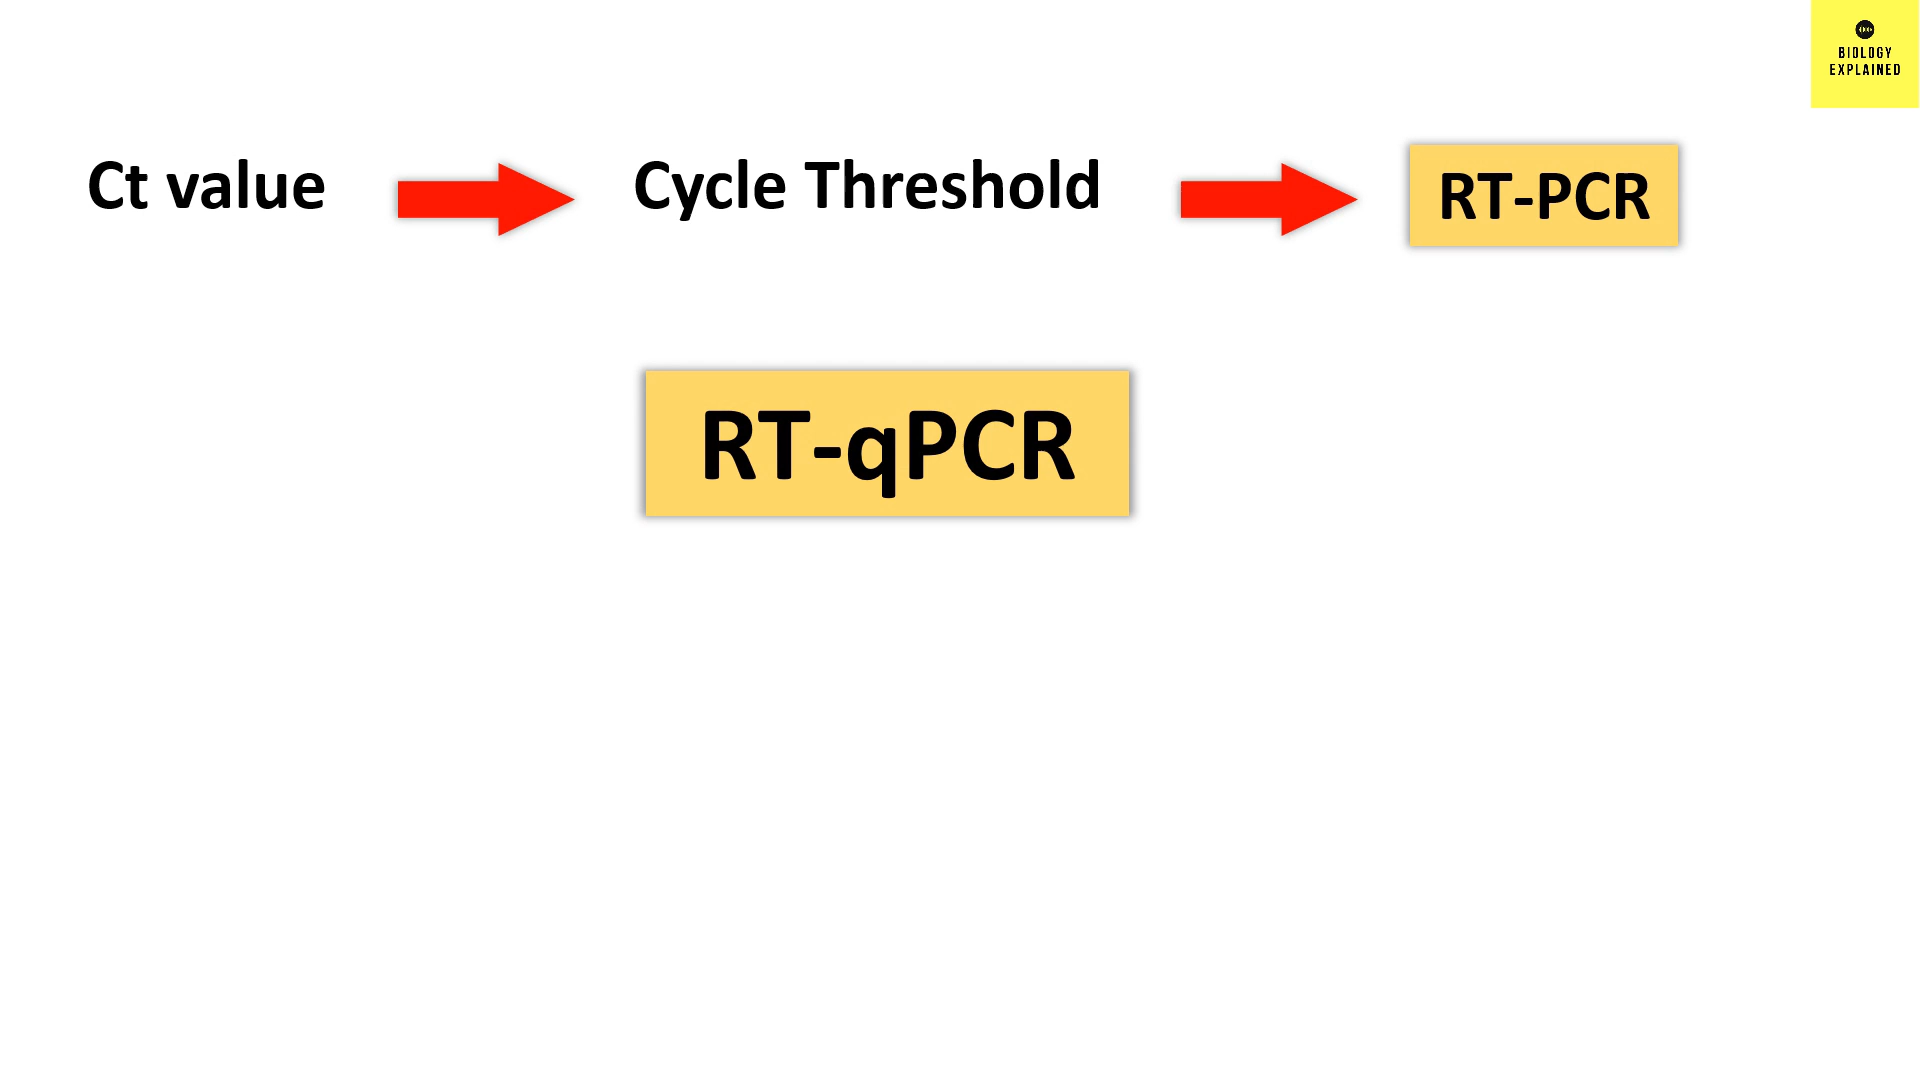 BIOLOGY
EXPLAINED
Ct value
Cycle Threshold
RT-PCR
RT-qPCR